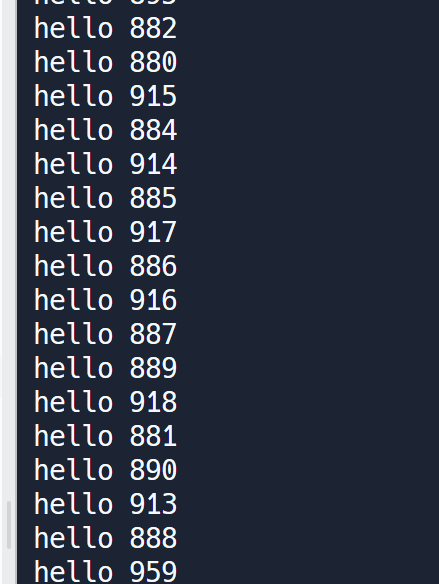 hello 882
hello 880
hello 915
hello 884
hello 914
hello 885
hello 917
hello 886
hello 916
hello 887
hello 889
hello 918
hello 881
hello 890
hello 913
hello 888
hello 959